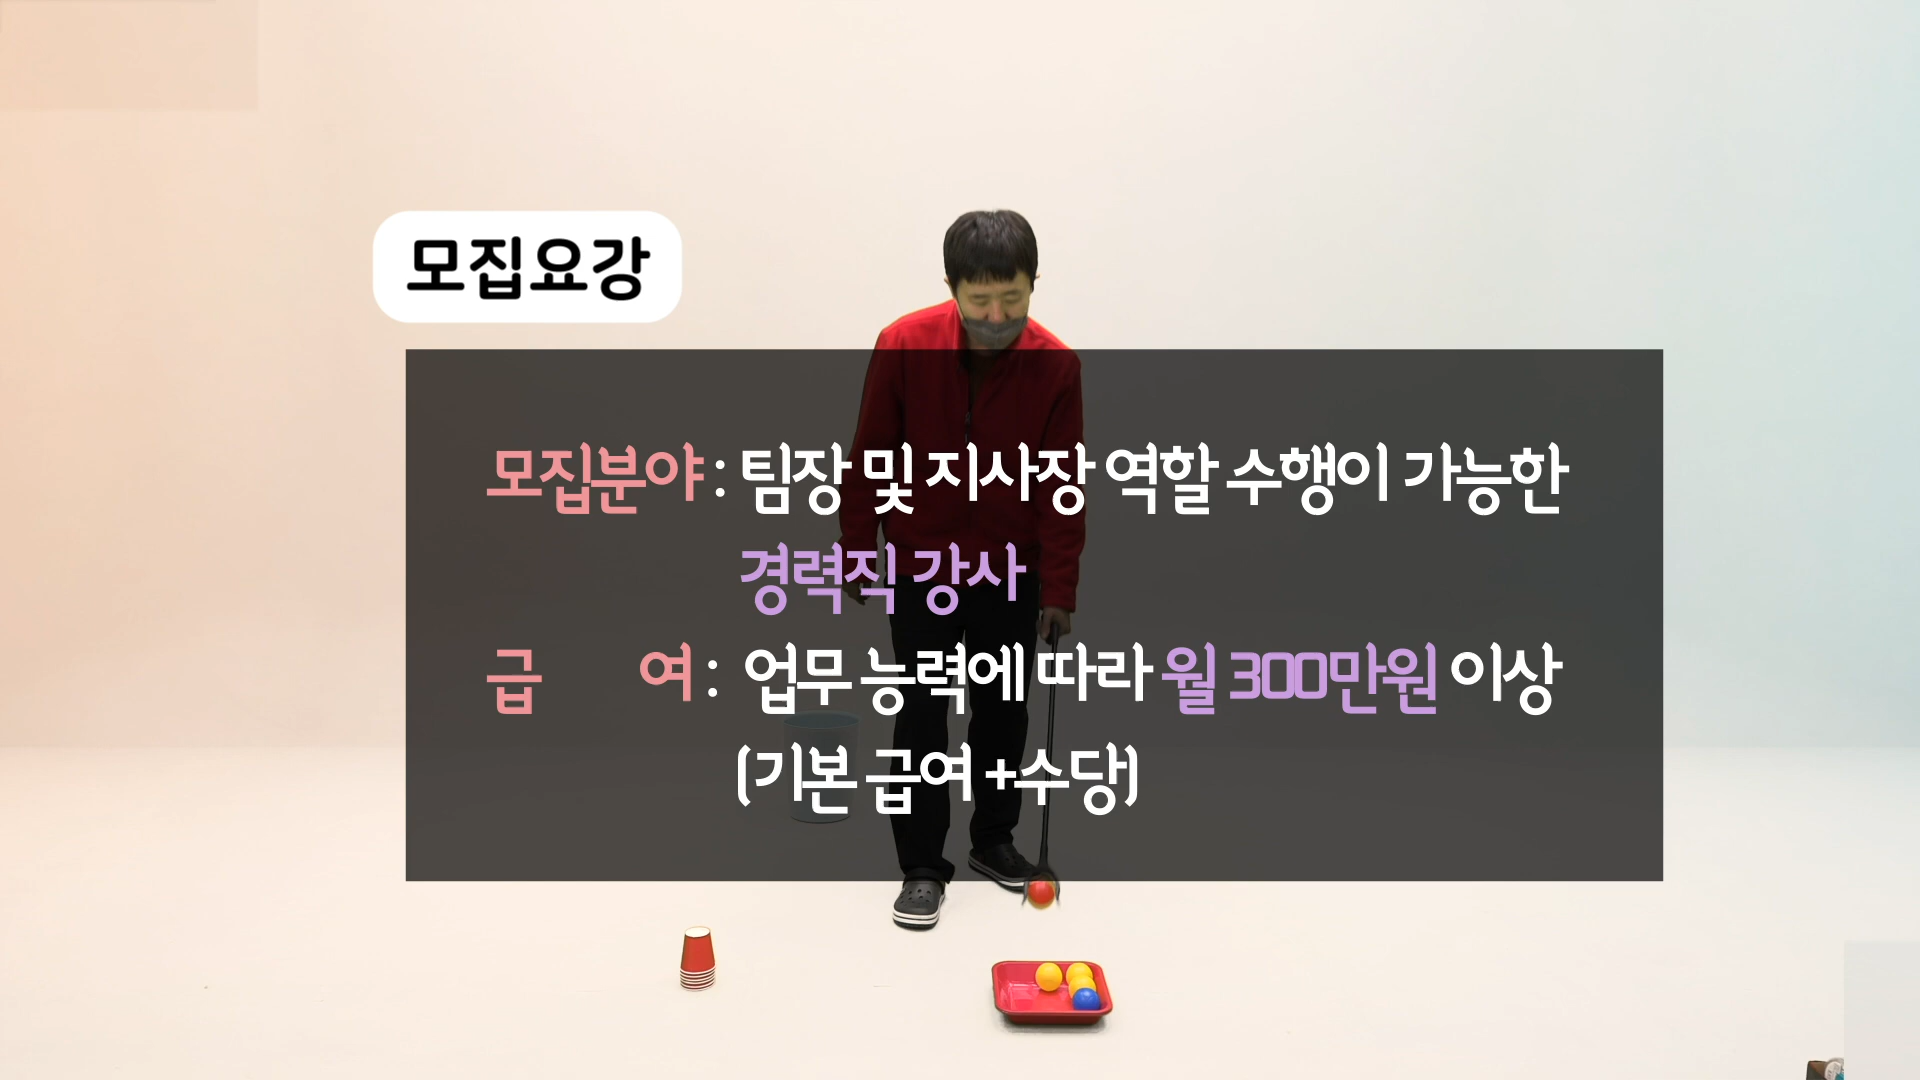 모집요강
모집분야 : 팀장 및 지사장 역할 수행이 가능한
경력직 강사
급 여 : 업무 능력에 따라 월 300만원 이상
(기본 급여 +수당)